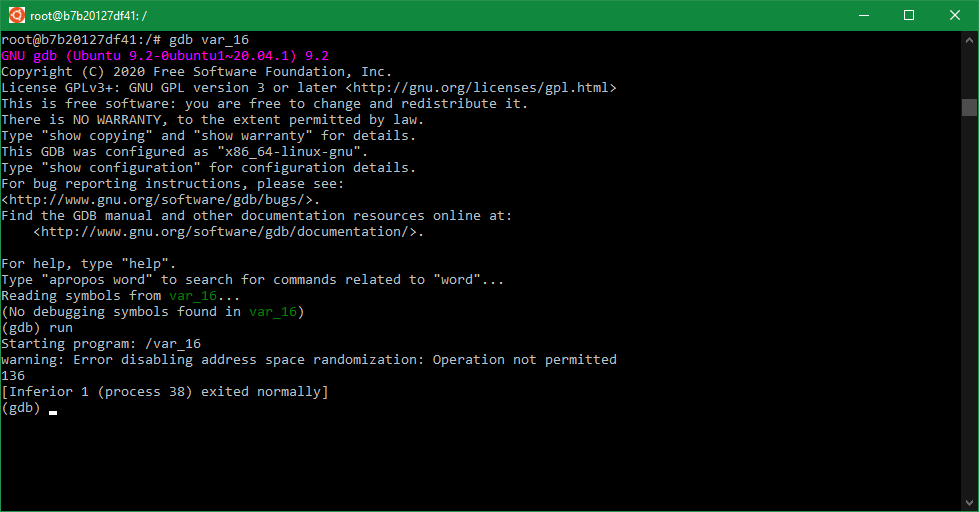 root@b7b20127df41: /
root@b7b20127df41:/# gdb var_16
GNU gdb (Ubuntu 9.2-0ubuntu1~20.04.1) 9.2
Copyright (C) 2020 Free Software Foundation, Inc.
License GPLv3+: GNU GPL version 3 or later <http://gnu.org/licenses/gpl.html>
This is free software: you are free to change and redistribute it.
There is NO WARRANTY, to the extent permitted by law.
Type "show copying" and "show warranty" for details.
This GDB was configured as "x86_64-linux-gnu".
Type "show configuration" for configuration details.
For bug reporting instructions, please see:
<http://www.gnu.org/software/gdb/bugs/>.
Find the GDB manual and other documentation resources online at:
    <http://www.gnu.org/software/gdb/documentation/>.

For help, type "help".
Type "apropos word" to search for commands related to "word"...
Reading symbols from var_16...
(No debugging symbols found in var_16)
(gdb) run
Starting program: /var_16
warning: Error disabling address space randomization: Operation not permitted
136
[Inferior 1 (process 38) exited normally]
(gdb)